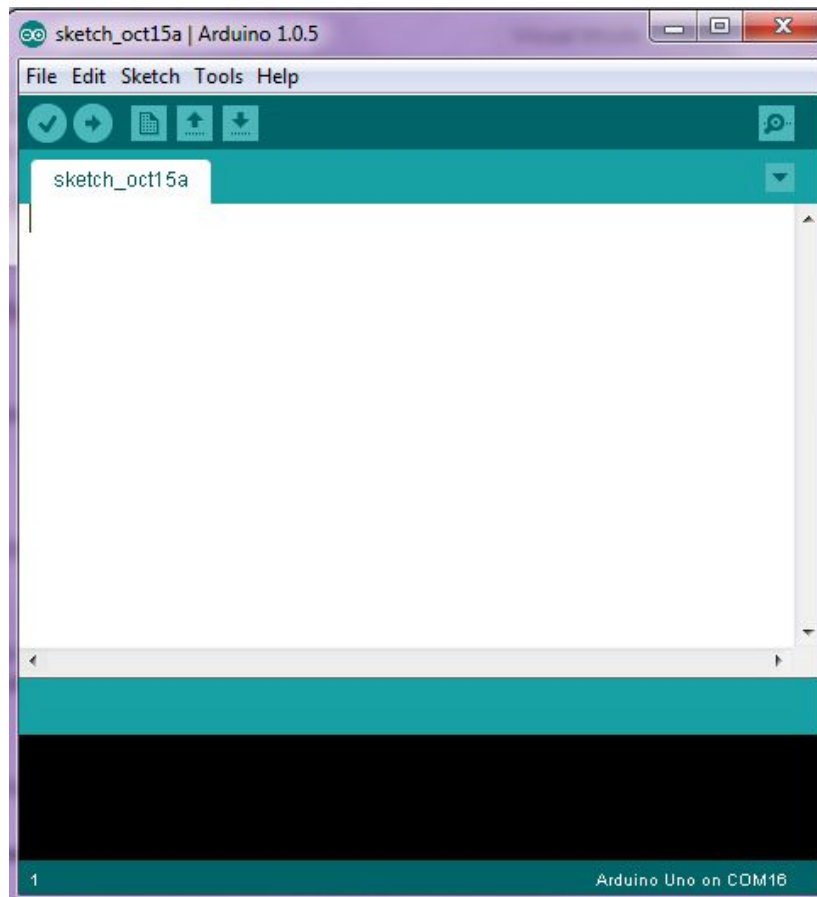 sketch_oct15a | Arduino 1.0.5
File Edit Sketch Tools Help
sketch_oct15a
1 Arduino Uno on COM16